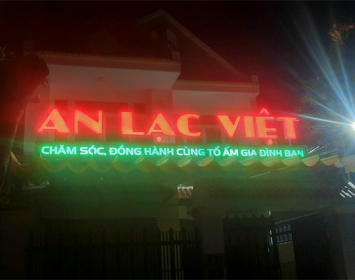 AN LẠC VIỆT
CHĂM SÓC, ĐỒNG HÀNH CÙNG TỔ ẤM GIA ĐÌNH BẠN